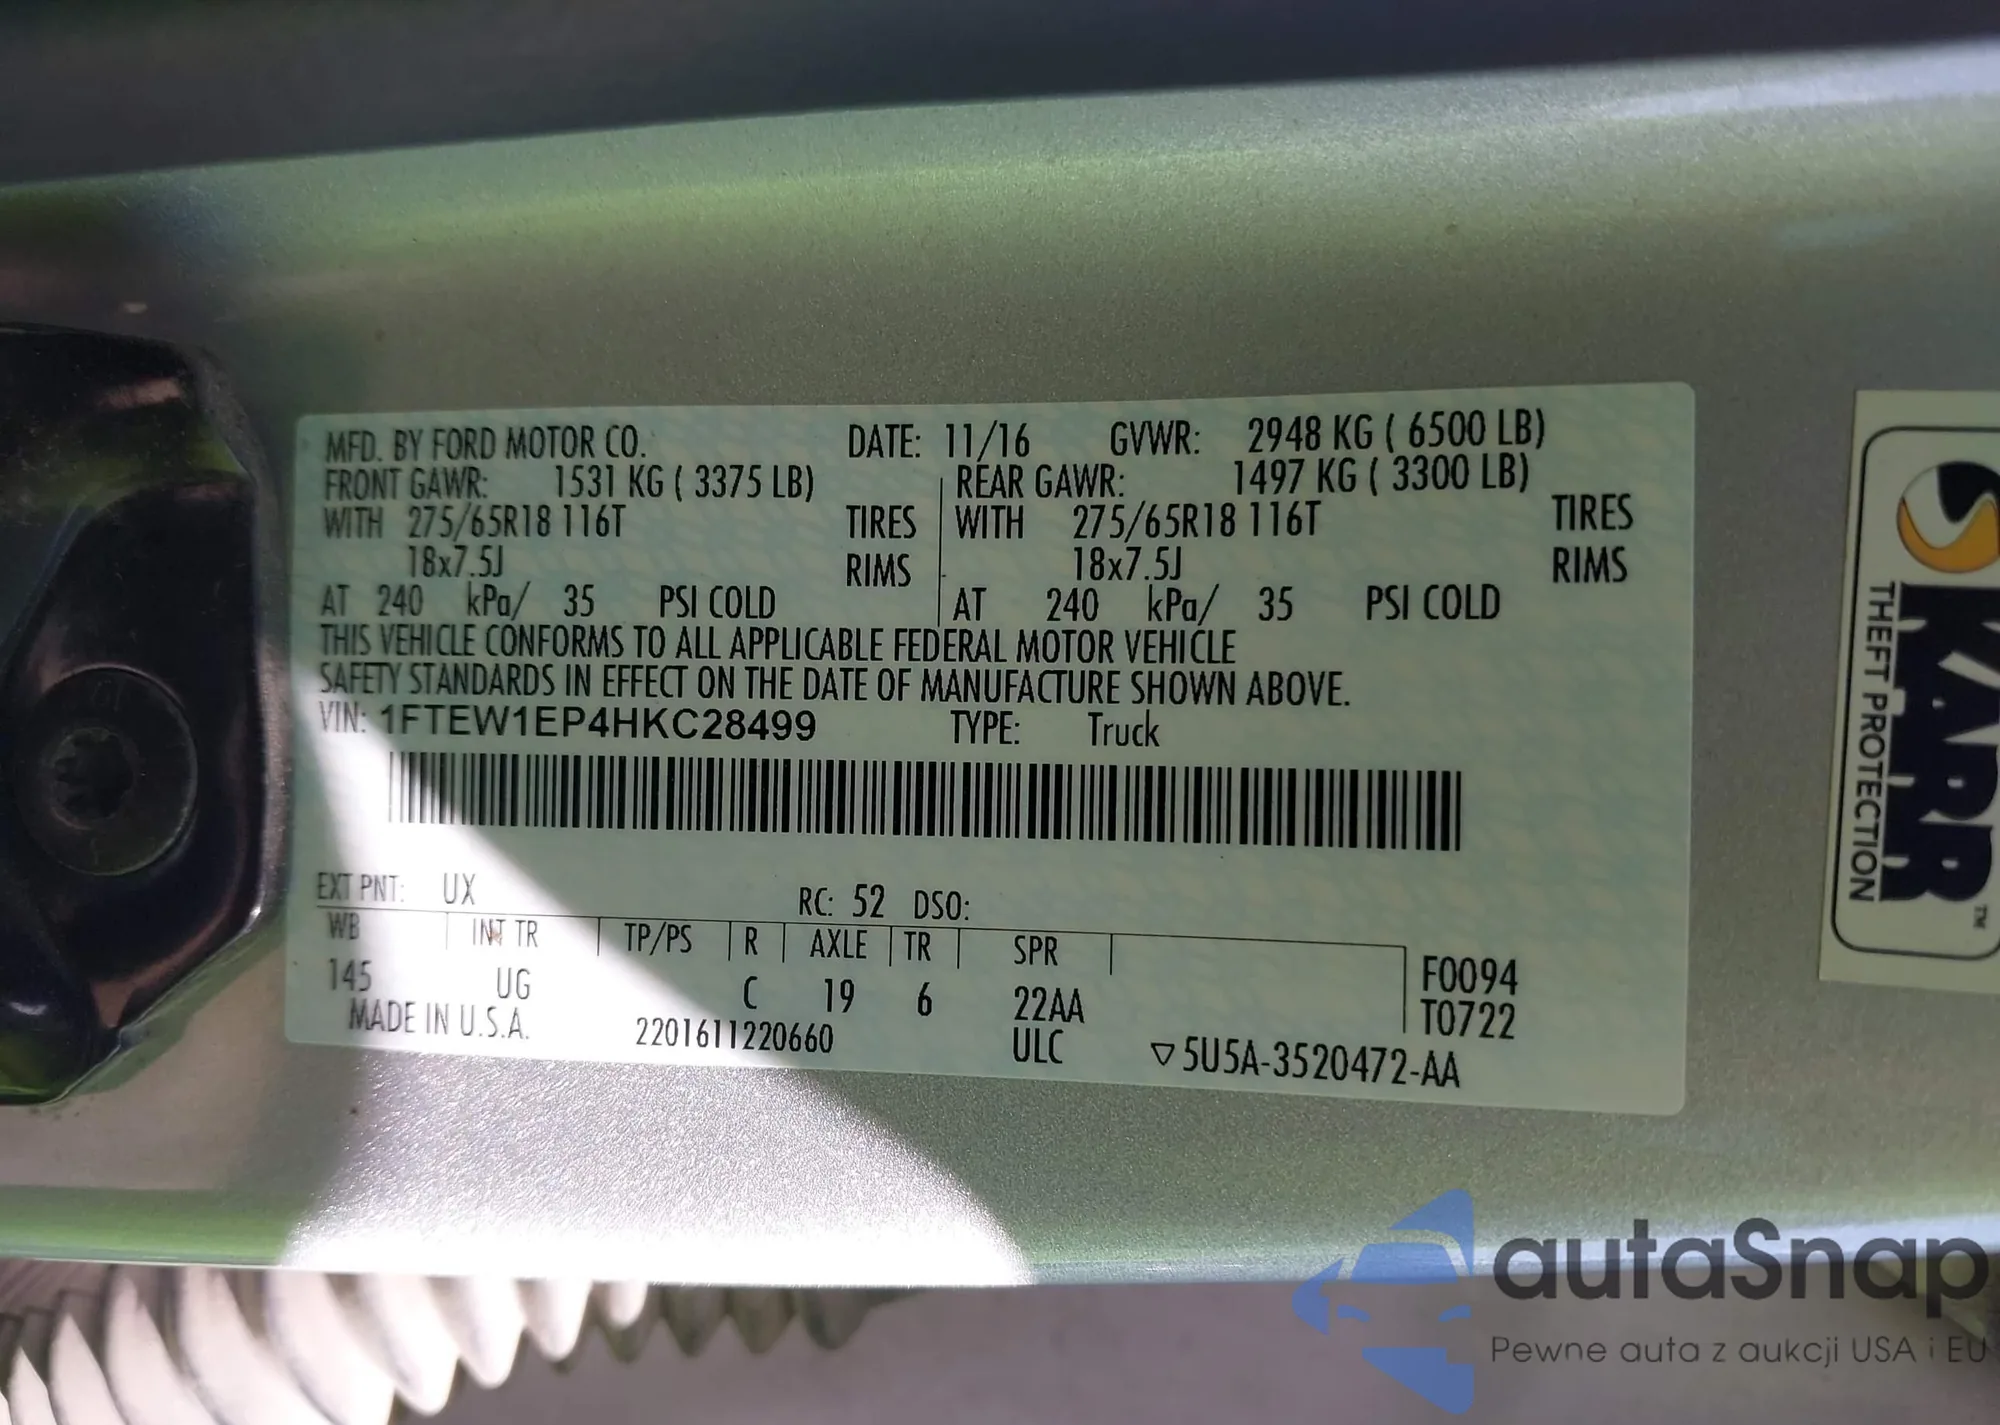 MFD. BY FORD MOTOR CO. DATE: 11/16 GVWR: 2948 KG ( 6500 LB)
FRONT GAWR: 1531 KG ( 3375 LB) REAR GAWR: 1497 KG ( 3300 LB)
WITH 275/65R18 116T TIRES WITH 275/65R18 116T TIRES
18x7.5J RIMS 18x7.5J RIMS
AT 240 kPa/ 35 PSI COLD AT 240 kPa/ 35 PSI COLD
THIS VEHICLE CONFORMS TO ALL APPLICABLE FEDERAL MOTOR VEHICLE
SAFETY STANDARDS IN EFFECT ON THE DATE OF MANUFACTURE SHOWN ABOVE.
VIN: 1FTEW1EP4HKC28499 TYPE: Truck
EXT PNT: UX RC: 52 DSO:
WB INT TR TP/PS R AXLE TR SPR
145 UG C 19 6 22AA F0094
T0722
MADE IN U.S.A. 2201611220660 ULC ▽5U5A-3520472-AA
KARR™
THEFT PROTECTION
autaSnap
Pewne auta z aukcji USA i EU